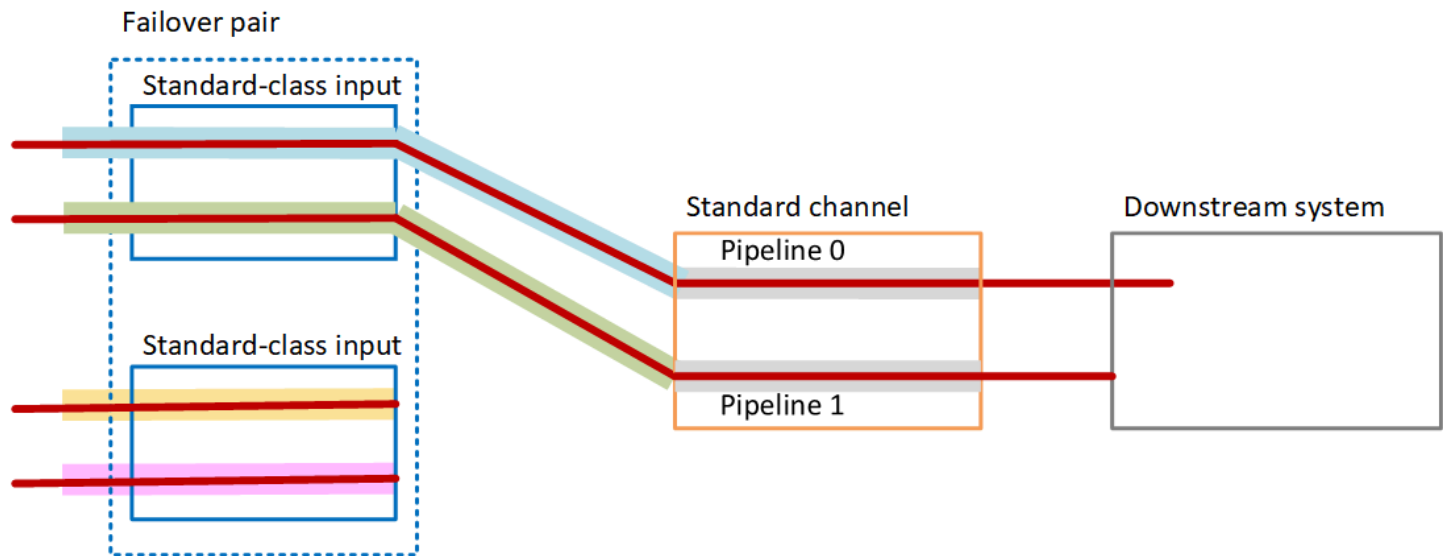 Failover pair
Standard-class input
Standard channel
Downstream system
Pipeline 0
Standard-class input
Pipeline 1